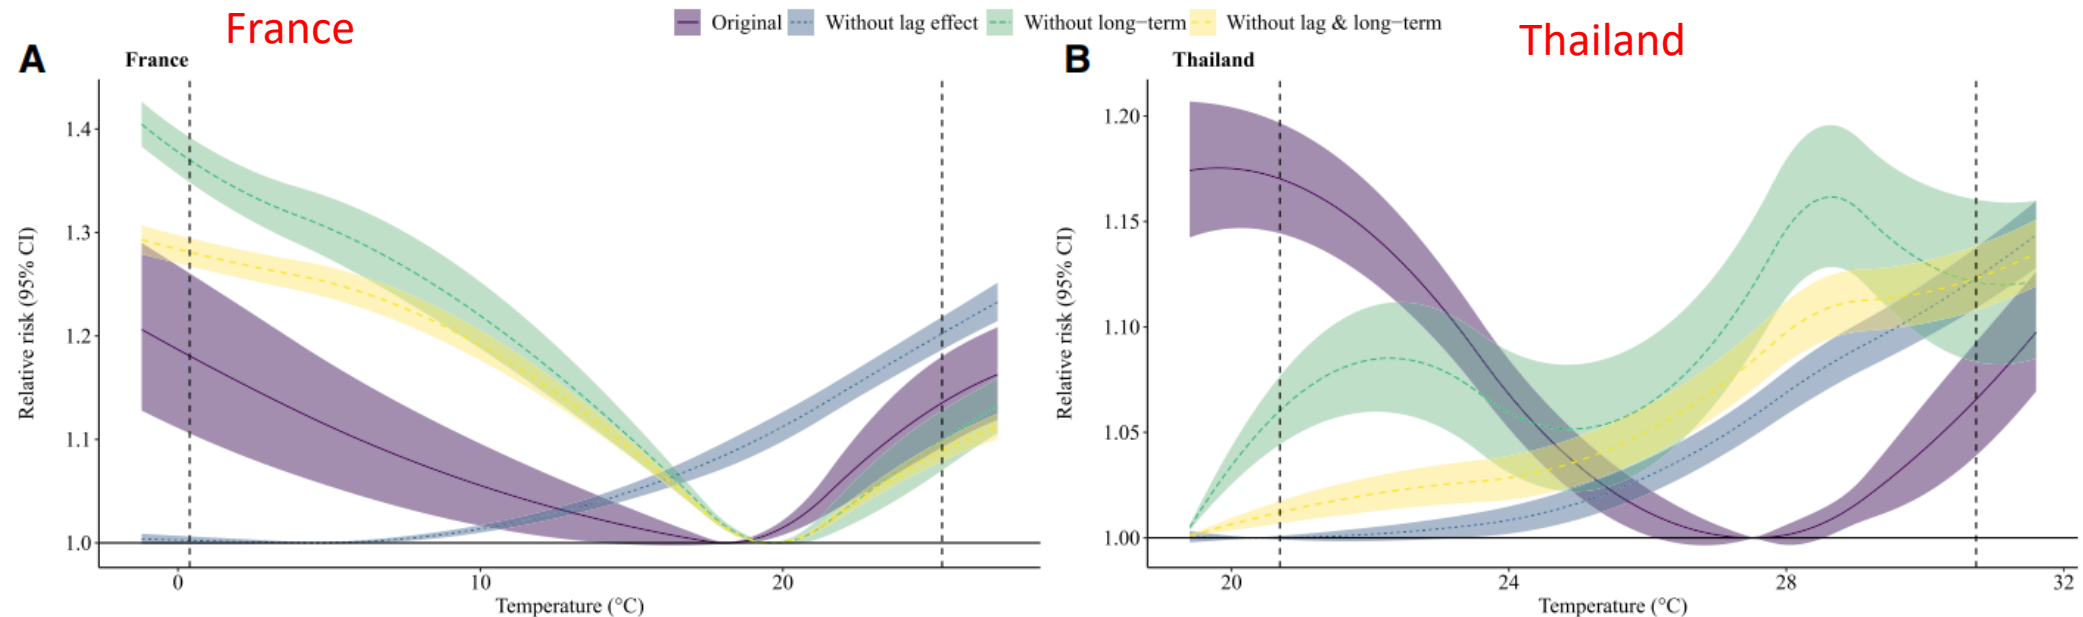 France
Original Without lag effect Without long−term Without lag & long−term
Thailand
A
France
1.4
1.3
1.2
1.1
1.0
Relative risk (95% CI)
0 10 20
Temperature (°C)
B
Thailand
1.20
1.15
1.10
1.05
1.00
Relative risk (95% CI)
20 24 28 32
Temperature (°C)